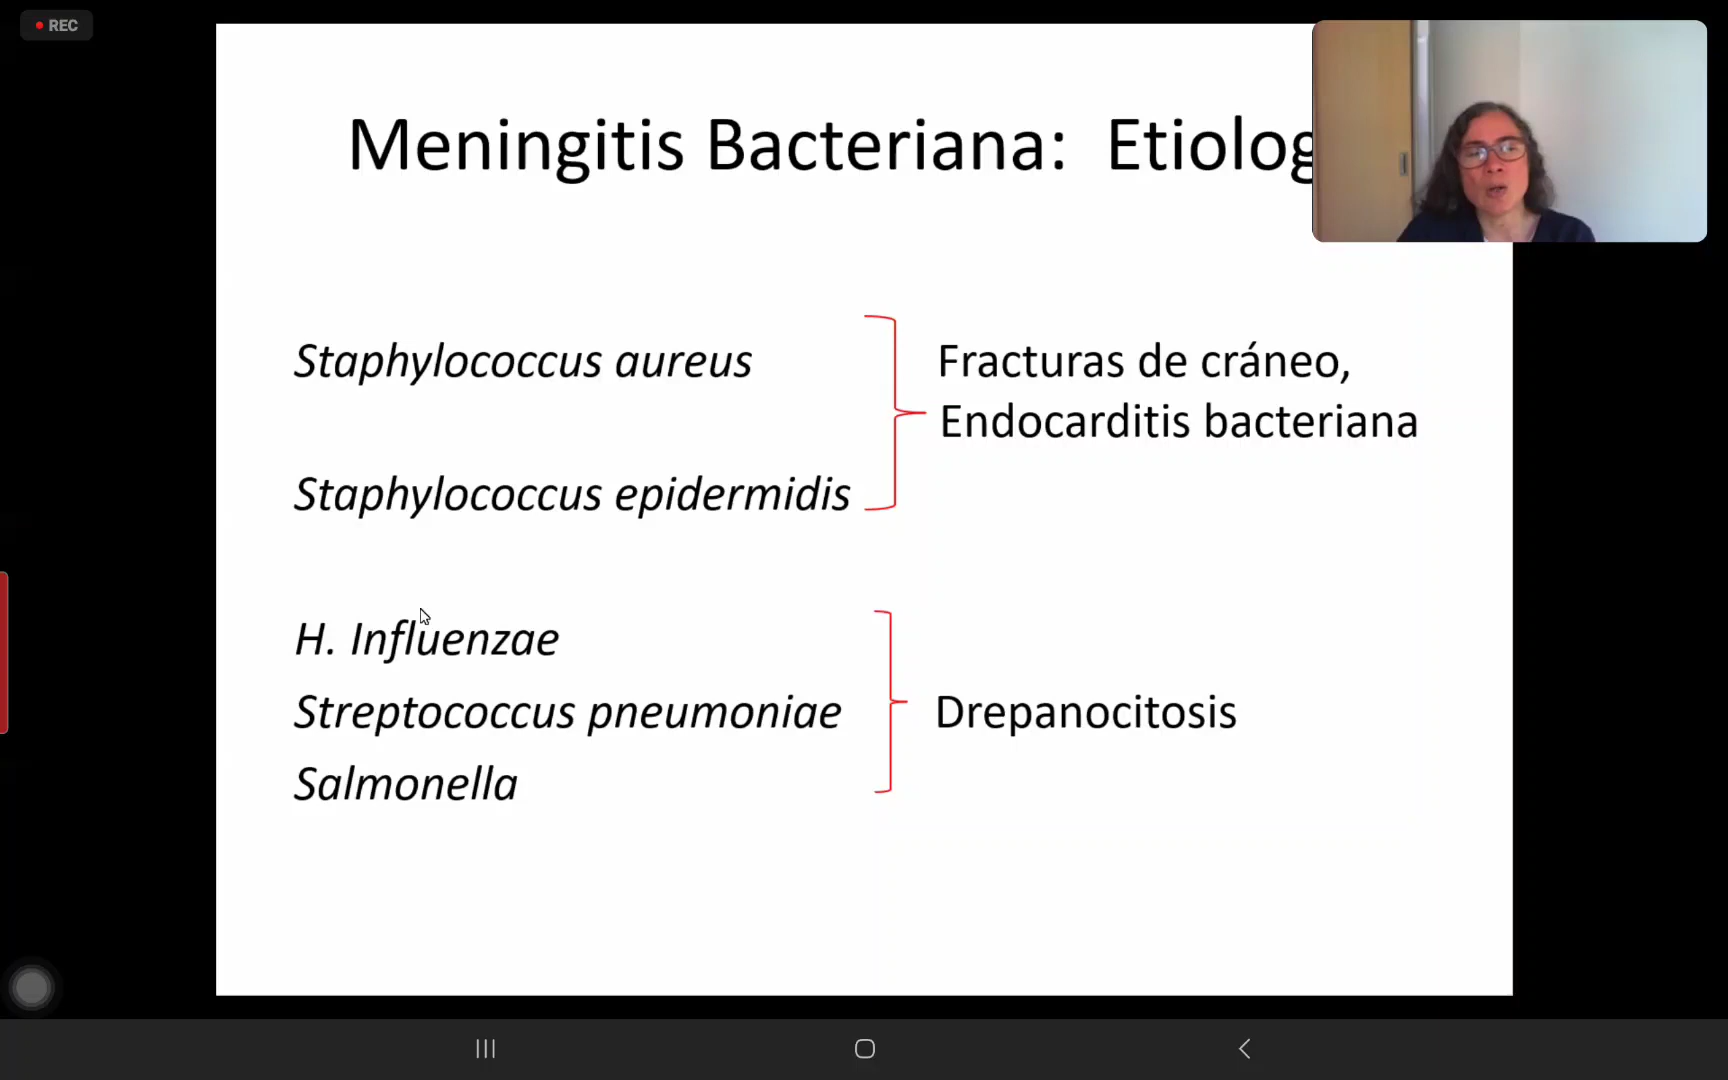 REC
Meningitis Bacteriana: Etiolog
Staphylococcus aureus
Fracturas de cráneo,
Endocarditis bacteriana
Staphylococcus epidermidis
H. Influenzae
Streptococcus pneumoniae
Drepanocitosis
Salmonella